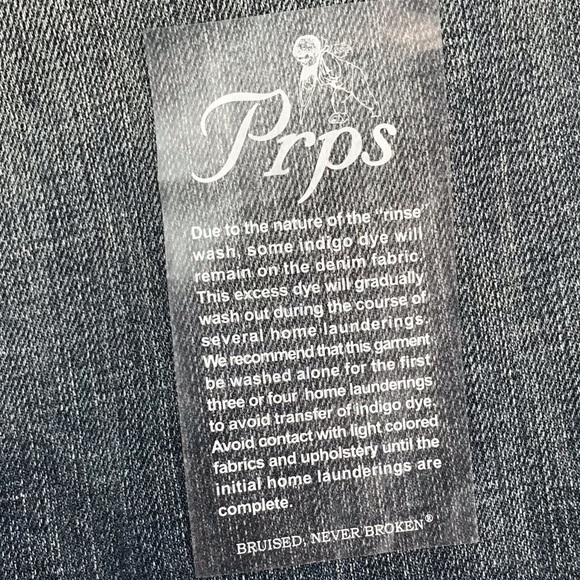 Prps
Due to the nature of the "rinse"
wash, some indigo dye will
remain on the denim fabric.
This excess dye will gradually
wash out during the course of
several home launderings.
We recommend that this garment
be washed alone for the first
three or four home launderings
to avoid transfer of indigo dye.
Avoid contact with light colored
fabrics and upholstery until the
initial home launderings are
complete.
BRUISED, NEVER BROKEN®